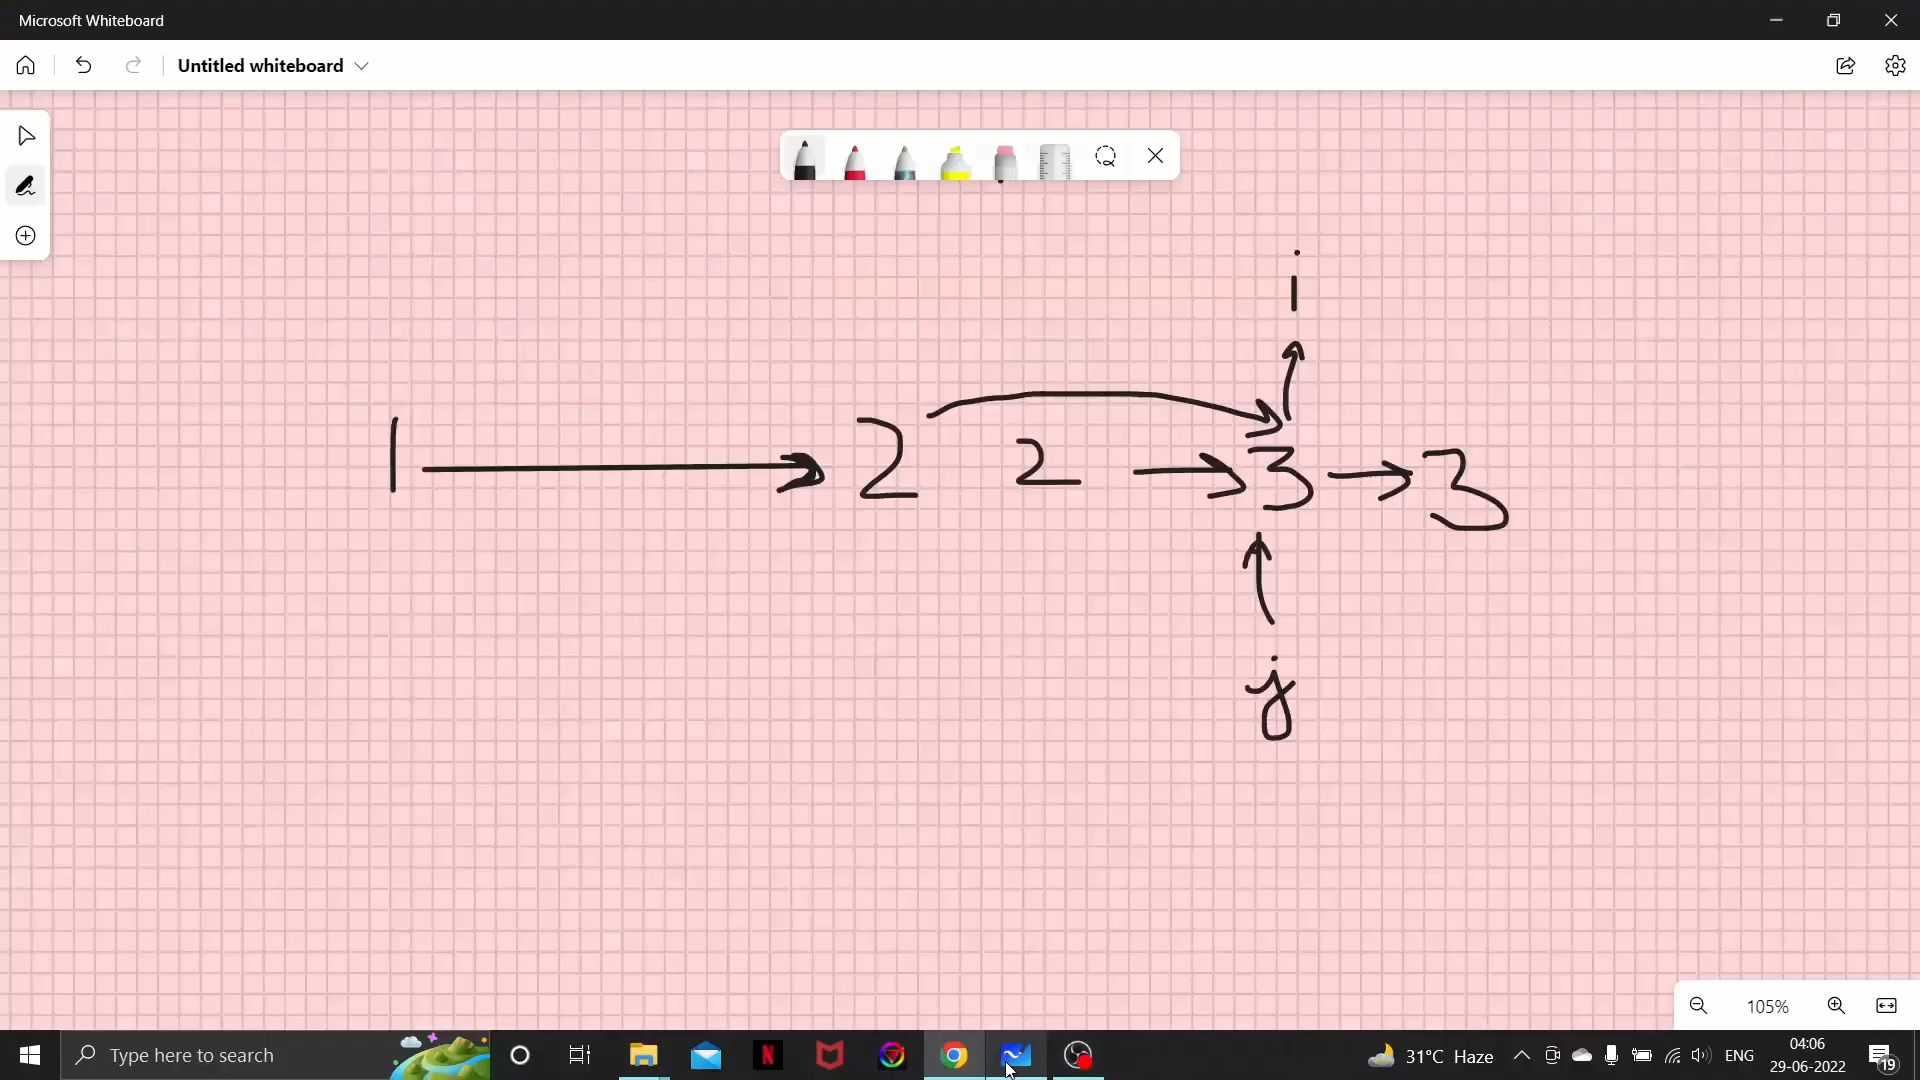 Microsoft Whiteboard
Untitled whiteboard
i
1 2 2 3 3
j
105%
Type here to search
31°C Haze
ENG
04:06
29-06-2022
19